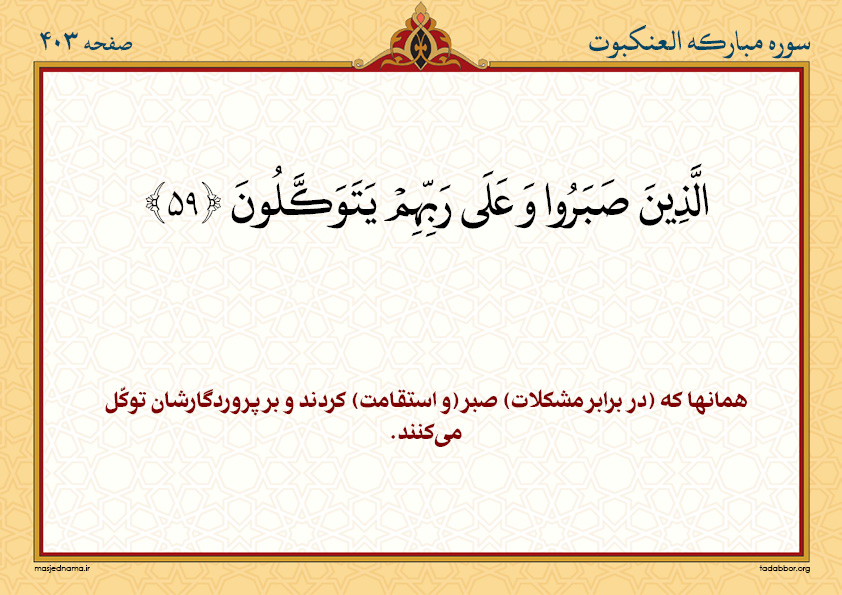 سوره مبارکه العنکبوت
صفحه ۴۰۳
الَّذِینَ صَبَرُوا وَ عَلَى رَبِّهِمْ یَتَوَکَّلُونَ ﴿۵۹﴾
همانها که (در برابر مشکلات) صبر (و استقامت) کردند و بر پروردگارشان توکّل
می‌کنند.
masjednama.ir
tadabbor.org